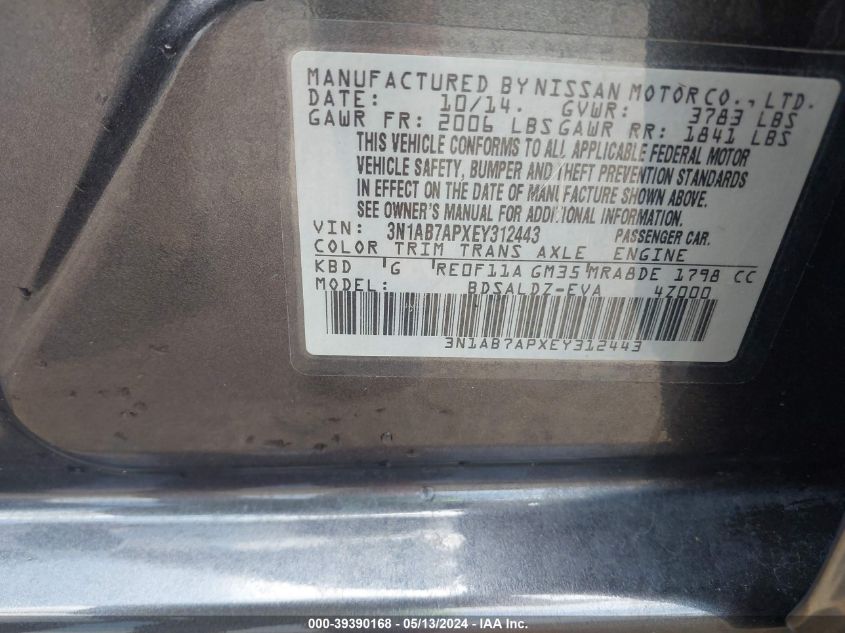 MANUFACTURED BY NISSAN MOTOR CO., LTD.
DATE: 10/14. GVWR: 3783 LBS
GAWR FR: 2006 LBS GAWR RR: 1841 LBS
THIS VEHICLE CONFORMS TO ALL APPLICABLE FEDERAL MOTOR
VEHICLE SAFETY, BUMPER AND THEFT PREVENTION STANDARDS
IN EFFECT ON THE DATE OF MANUFACTURE SHOWN ABOVE.
SEE OWNER'S MANUAL FOR ADDITIONAL INFORMATION.
VIN: 3N1AB7APXEY312443 PASSENGER CAR.
COLOR TRIM TRANS AXLE ENGINE
KBD G RE0F11A GM35 MRA8DE 1798 CC
MODEL: BDSALDZ-EVA 4Z000
3N1AB7APXEY312443
000-39390168 - 05/13/2024 - IAA Inc.